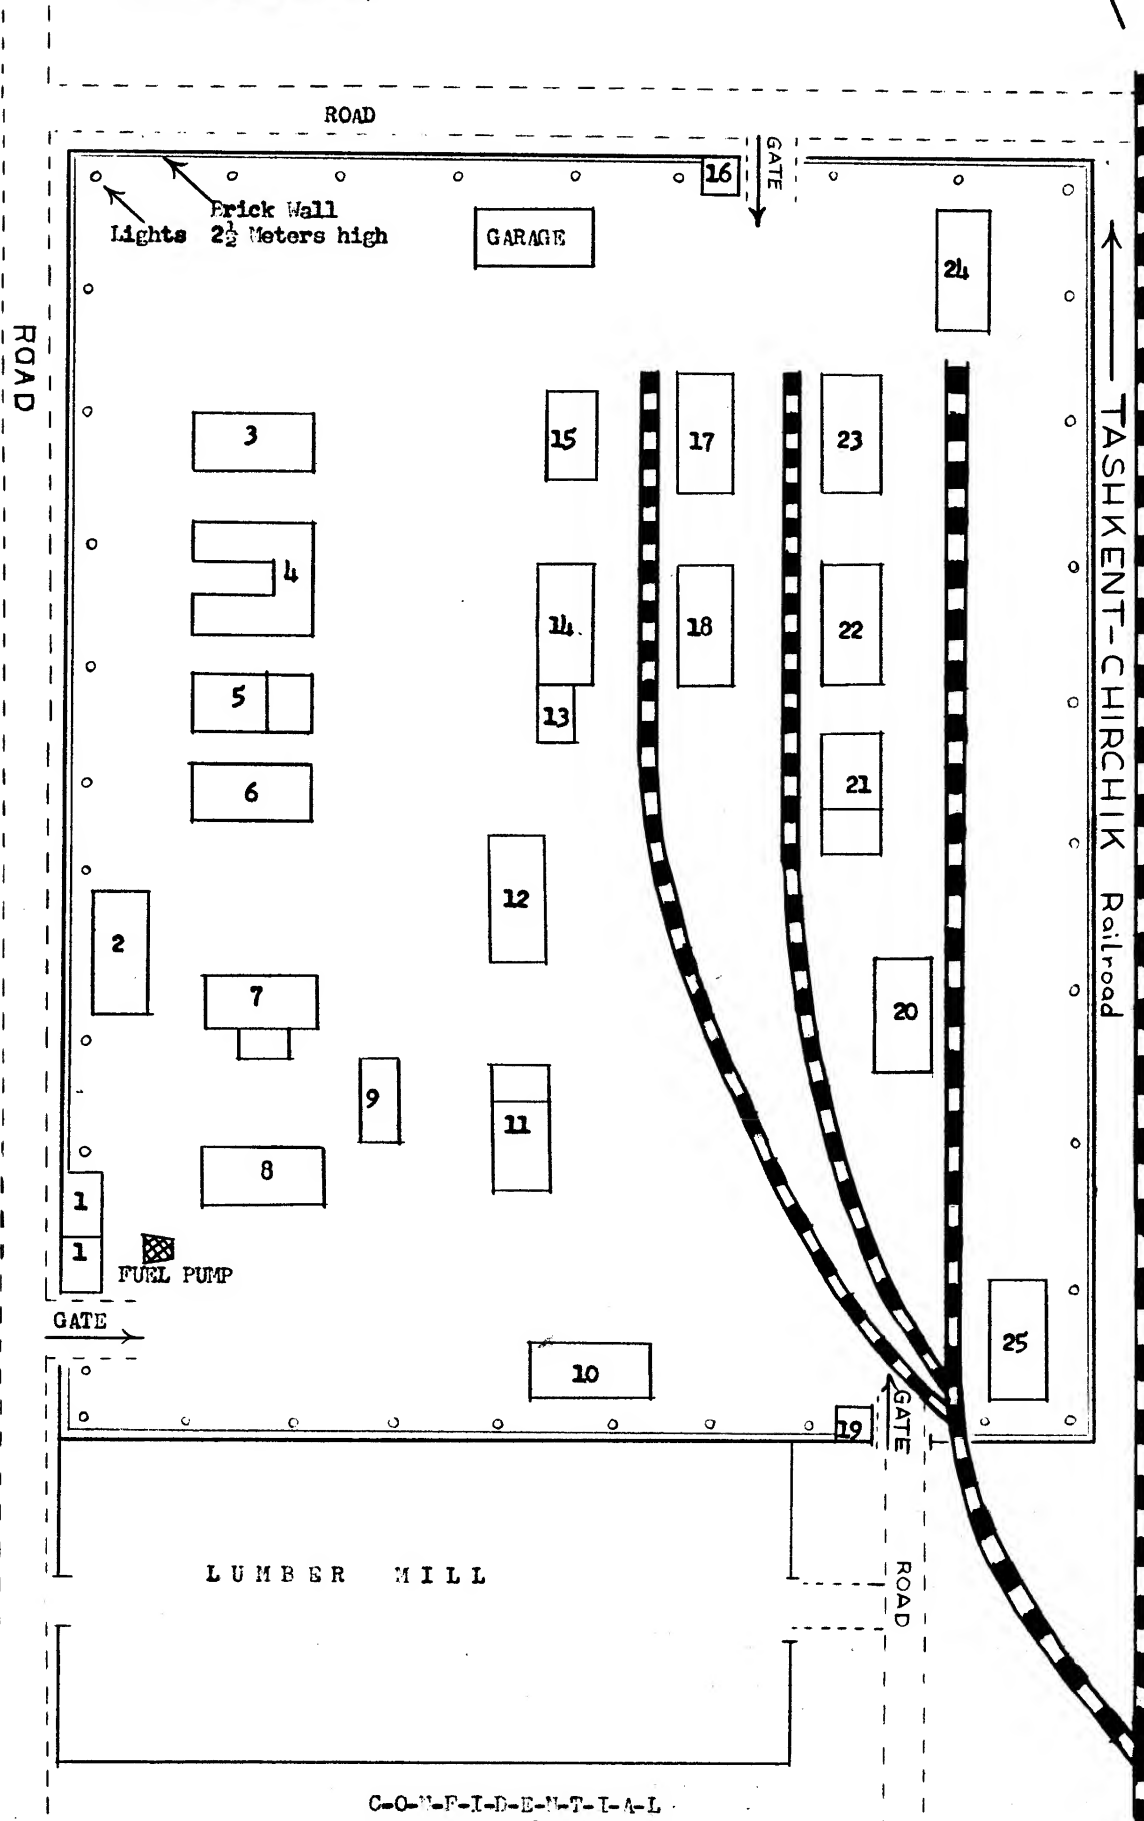 ROAD
GATE
16
Brick Wall
Lights 2½ Meters high
GARAGE
24
ROAD
TASHKENT-CHIRCHIK Railroad
3
15
17
23
4
14
18
22
5
13
6
21
12
2
7
20
9
11
8
1
1
FUEL PUMP
GATE
25
10
GATE
19
LUMBER MILL
ROAD
C-O-N-F-I-D-E-N-T-I-A-L